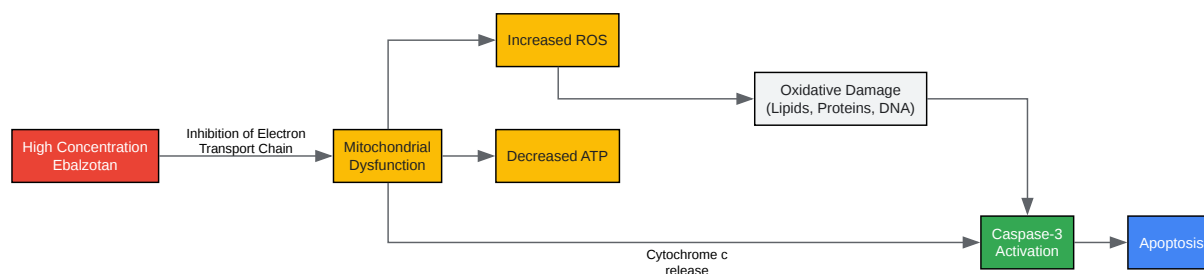 High Concentration
Ebalzotan
Inhibition of Electron
Transport Chain
Mitochondrial
Dysfunction
Increased ROS
Decreased ATP
Oxidative Damage
(Lipids, Proteins, DNA)
Cytochrome c
release
Caspase-3
Activation
Apoptosis